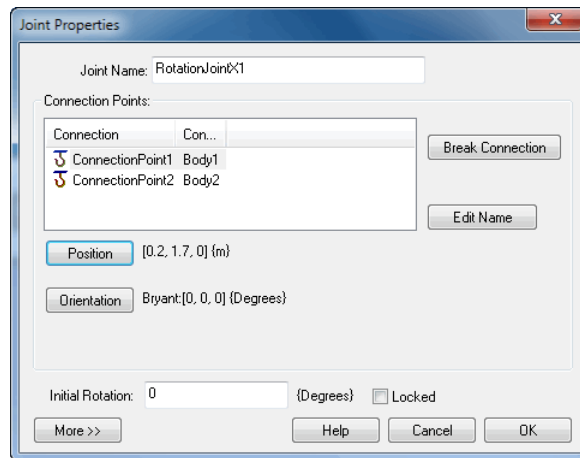 Joint Properties
Joint Name: RotationJointX1
Connection Points:
Connection Con...
ConnectionPoint1 Body1
ConnectionPoint2 Body2
Break Connection
Edit Name
Position [0.2, 1.7, 0] {m}
Orientation Bryant:[0, 0, 0] {Degrees}
Initial Rotation: 0 {Degrees} Locked
More >> Help Cancel OK